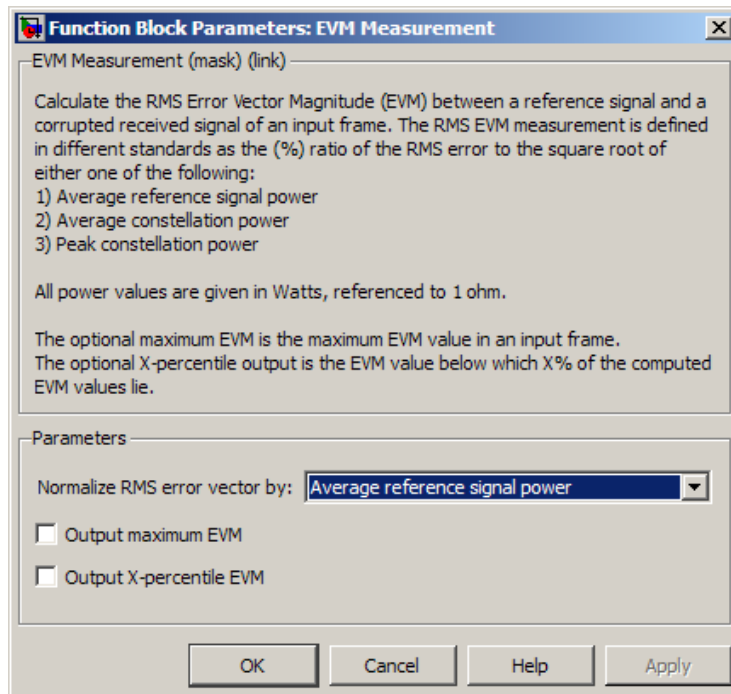 Function Block Parameters: EVM Measurement
EVM Measurement (mask) (link)
Calculate the RMS Error Vector Magnitude (EVM) between a reference signal and a
corrupted received signal of an input frame. The RMS EVM measurement is defined
in different standards as the (%) ratio of the RMS error to the square root of
either one of the following:
1) Average reference signal power
2) Average constellation power
3) Peak constellation power
All power values are given in Watts, referenced to 1 ohm.
The optional maximum EVM is the maximum EVM value in an input frame.
The optional X-percentile output is the EVM value below which X% of the computed
EVM values lie.
Parameters
Normalize RMS error vector by: Average reference signal power
Output maximum EVM
Output X-percentile EVM
OK Cancel Help Apply